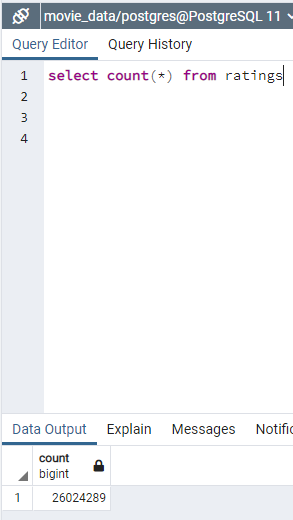 movie_data/postgres@PostgreSQL 11
Query Editor Query History
1 select count(*) from ratings
2
3
4
Data Output Explain Messages Notific
count
bigint
1 26024289